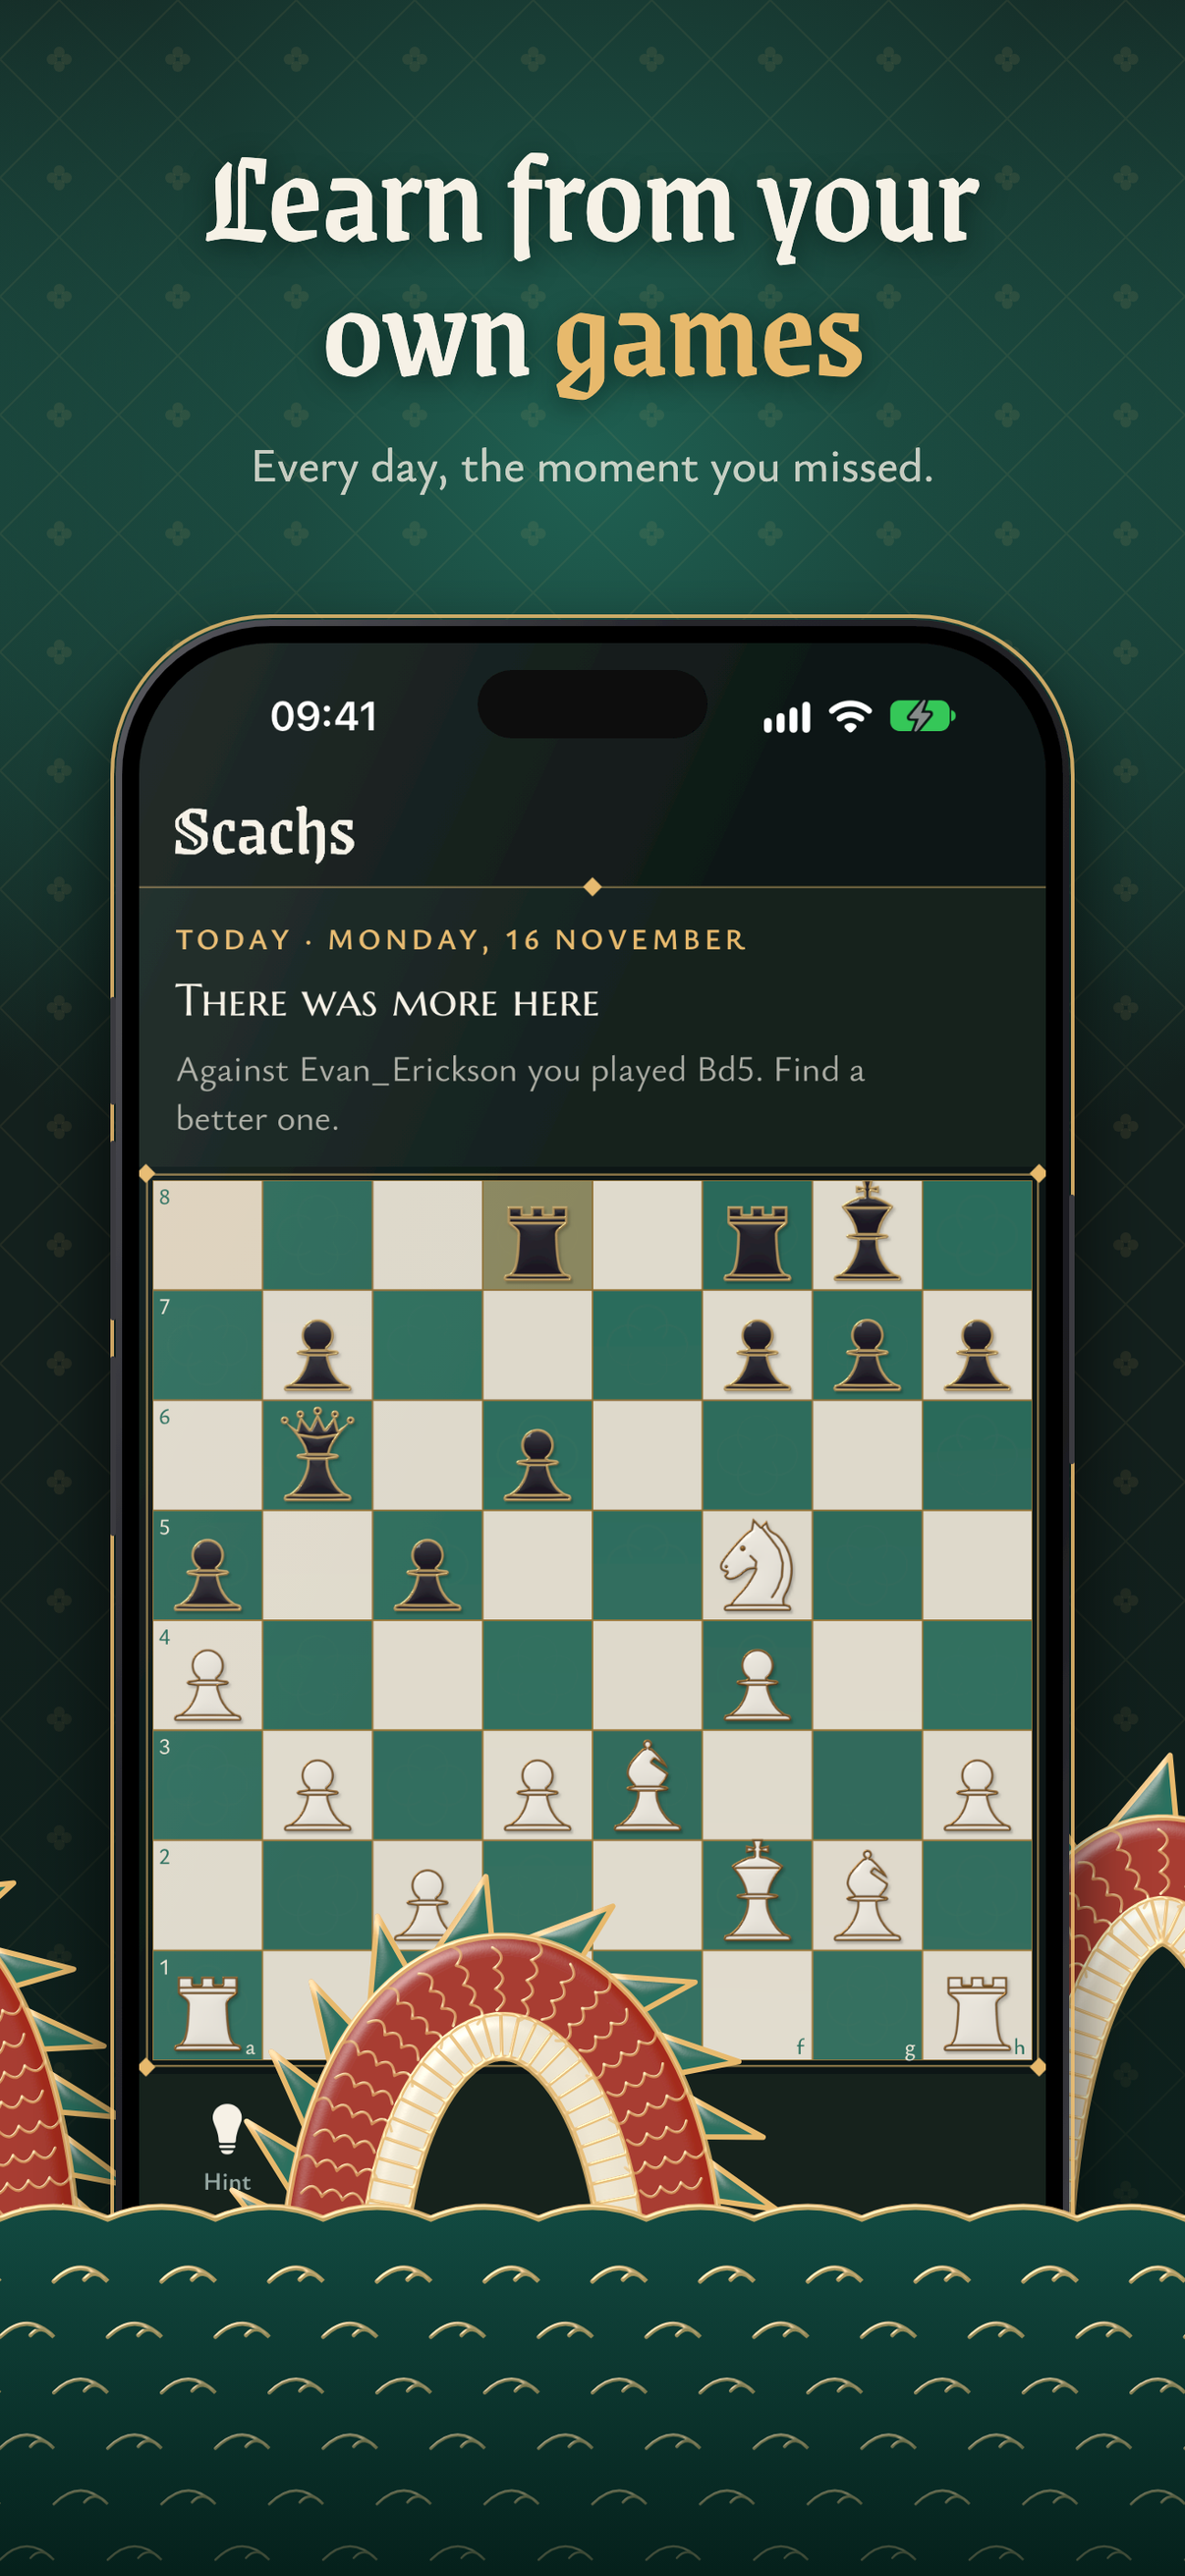 Learn from your
own games
Every day, the moment you missed.
09:41
Scachs
TODAY · MONDAY, 16 NOVEMBER
There was more here
Against Evan_Erickson you played Bd5. Find a
better one.
8
7
6
5
4
3
2
1
a
f
g
h
Hint